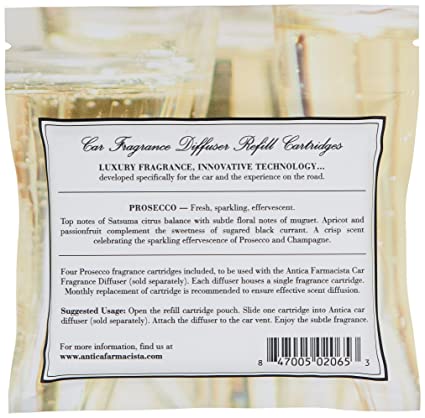 Car Fragrance Diffuser Refill Cartridges
LUXURY FRAGRANCE, INNOVATIVE TECHNOLOGY...
developed specifically for the car and the experience on the road.
PROSECCO — Fresh, sparkling, effervescent.
Top notes of Satsuma citrus balance with subtle floral notes of muguet. Apricot and
passionfruit complement the sweetness of sugared black currant. A crisp scent
celebrating the sparkling effervescence of Prosecco and Champagne.
Four Prosecco fragrance cartridges included, to be used with the Antica Farmacista Car
Fragrance Diffuser (sold separately). Each diffuser houses a single fragrance cartridge.
Monthly replacement of cartridge is recommended to ensure effective scent diffusion.
Suggested Usage: Open the refill cartridge pouch. Slide one cartridge into Antica car
diffuser (sold separately). Attach the diffuser to the car vent. Enjoy the subtle fragrance.
For more information, find us at
www.anticafarmacista.com
8 47005 02065 3